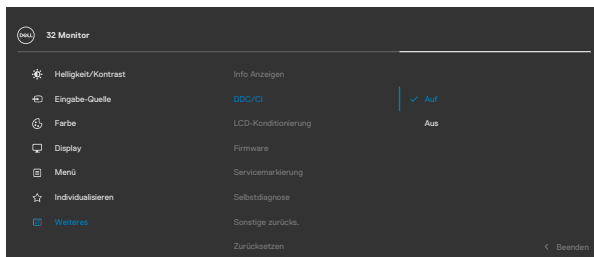 DELL
32 Monitor
Helligkeit/Kontrast
Info Anzeigen
Eingabe-Quelle
DDC/CI
Auf
Farbe
LCD-Konditionierung
Aus
Display
Firmware
Menü
Servicemarkierung
Individualisieren
Selbstdiagnose
Weiteres
Sonstige zurücks.
Zurücksetzen
Beenden